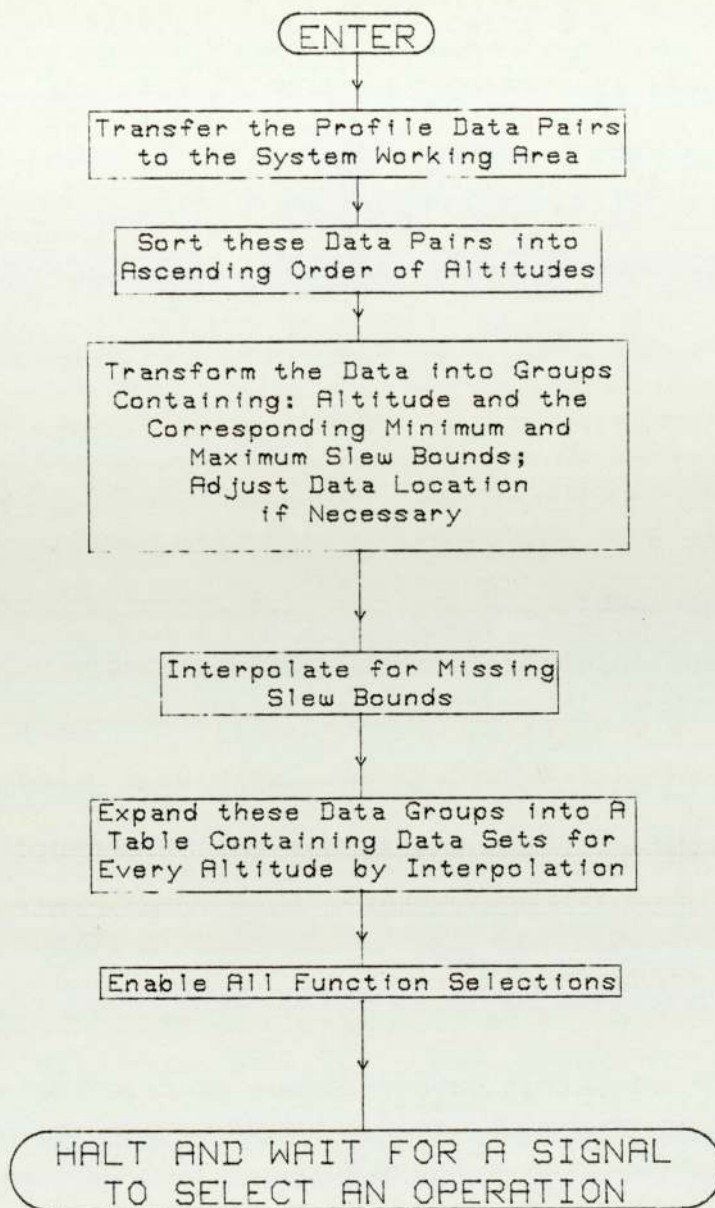 ENTER
Transfer the Profile Data Pairs
to the System Working Area
Sort these Data Pairs into
Ascending Order of Altitudes
Transform the Data into Groups
Containing: Altitude and the
Corresponding Minimum and
Maximum Slew Bounds;
Adjust Data Location
if Necessary
Interpolate for Missing
Slew Bounds
Expand these Data Groups into A
Table Containing Data Sets for
Every Altitude by Interpolation
Enable All Function Selections
HALT AND WAIT FOR A SIGNAL
TO SELECT AN OPERATION